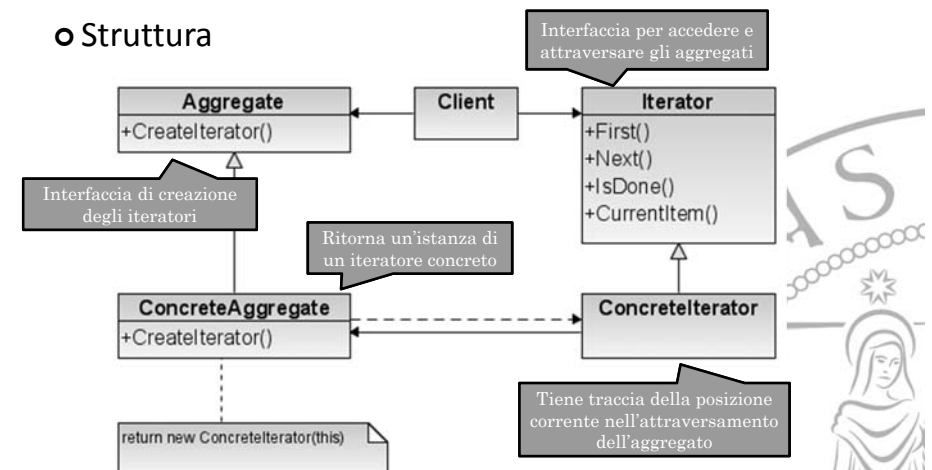 Struttura
Interfaccia per accedere e
attraversare gli aggregati
Aggregate
+CreateIterator()
Client
Iterator
+First()
+Next()
+IsDone()
+CurrentItem()
Interfaccia di creazione
degli iteratori
Ritorna un'istanza di
un iteratore concreto
ConcreteAggregate
+CreateIterator()
ConcreteIterator
Tiene traccia della posizione
corrente nell'attraversamento
dell'aggregato
return new ConcreteIterator(this)
A S